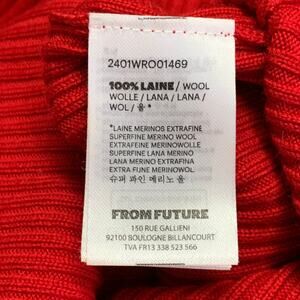 2401WRO01469
100% LAINE / WOOL
WOLLE / LANA / LANA /
WOL / 울*
*LAINE MERINOS EXTRAFINE
SUPERFINE MERINO WOOL
EXTRAFEINE MERINOWOLLE
SUPERFINE LANA MERINO
LANA EXTRAFINE MERINO
EXTRA FIJNE MERINOWOL
슈퍼 파인 메리노 울
FROM FUTURE
150 RUE GALLIENI
92100 BOULOGNE BILLANCOURT
TVA FR13 338 523 566